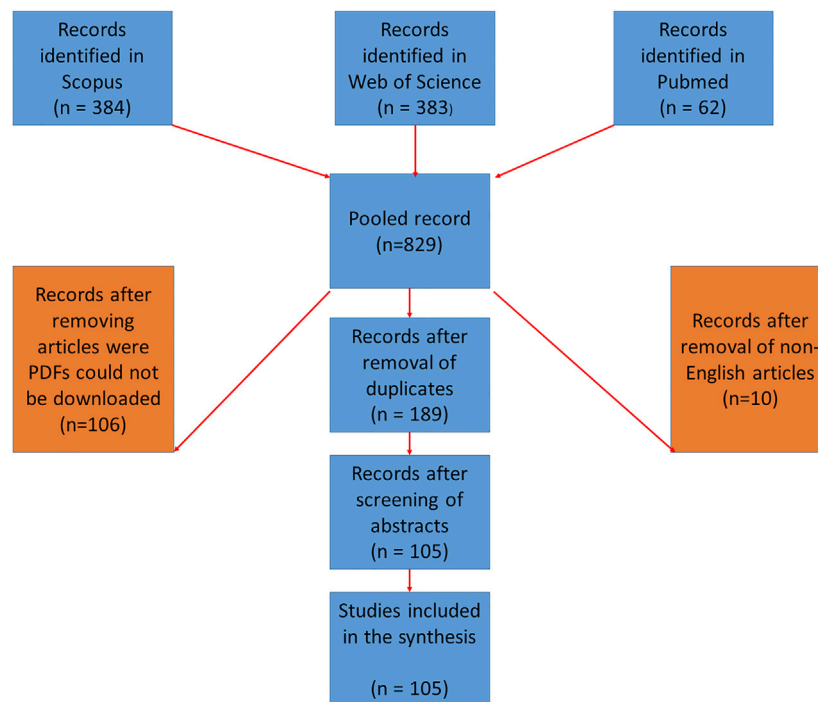 Records
identified in
Scopus
(n = 384)
Records
identified in
Web of Science
(n = 383)
Records
identified in
Pubmed
(n = 62)
Pooled record
(n=829)
Records after
removing
articles were
PDFs could not
be downloaded
(n=106)
Records after
removal of
duplicates
(n = 189)
Records after
removal of non-
English articles
(n=10)
Records after
screening of
abstracts
(n = 105)
Studies included
in the synthesis
(n = 105)